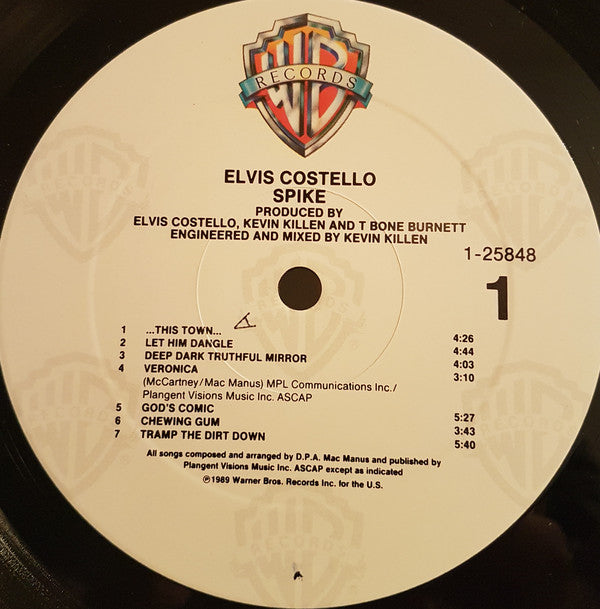 WB
RECORDS
ELVIS COSTELLO
SPIKE
PRODUCED BY
ELVIS COSTELLO, KEVIN KILLEN AND T BONE BURNETT
ENGINEERED AND MIXED BY KEVIN KILLEN
1-25848
1
1 ...THIS TOWN... 4:26
2 LET HIM DANGLE 4:44
3 DEEP DARK TRUTHFUL MIRROR 4:03
4 VERONICA 3:10
(McCartney/Mac Manus) MPL Communications Inc./
Plangent Visions Music Inc. ASCAP
5 GOD'S COMIC 5:27
6 CHEWING GUM 3:43
7 TRAMP THE DIRT DOWN 5:40
All songs composed and arranged by D.P.A. Mac Manus and published by
Plangent Visions Music Inc. ASCAP except as indicated
℗1989 Warner Bros. Records Inc. for the U.S.